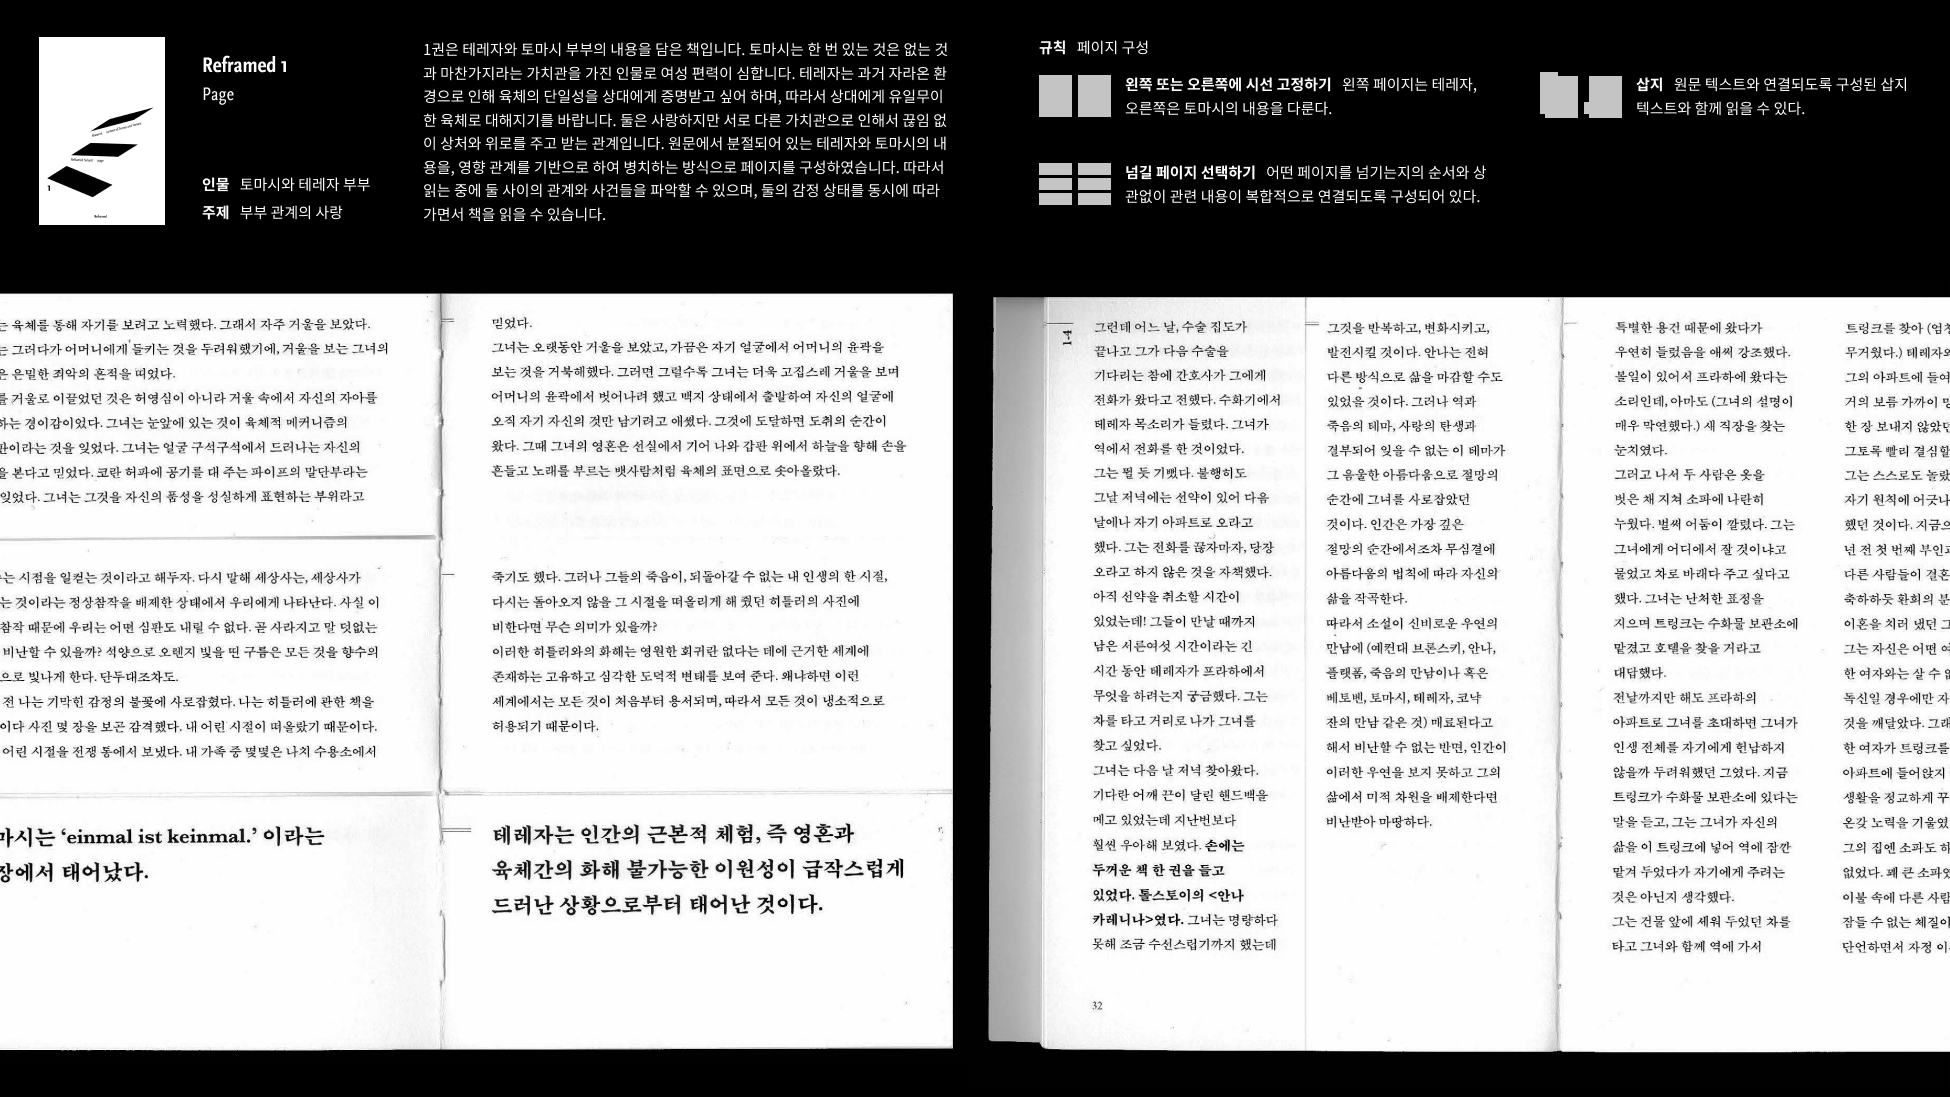 Reframed 1
Page
인물 토마시와 테레자 부부
주제 부부 관계의 사랑
1권은 테레자와 토마시 부부의 내용을 담은 책입니다. 토마시는 한 번 있는 것은 없는 것
과 마찬가지라는 가치관을 가진 인물로 여성 편력이 심합니다. 테레자는 과거 자라온 환
경으로 인해 육체의 단일성을 상대에게 증명받고 싶어 하며, 따라서 상대에게 유일무이
한 육체로 대해지기를 바랍니다. 둘은 사랑하지만 서로 다른 가치관으로 인해서 끊임 없
이 상처와 위로를 주고 받는 관계입니다. 원문에서 분절되어 있는 테레자와 토마시의 내
용을, 영향 관계를 기반으로 하여 병치하는 방식으로 페이지를 구성하였습니다. 따라서
읽는 중에 둘 사이의 관계와 사건들을 파악할 수 있으며, 둘의 감정 상태를 동시에 따라
가면서 책을 읽을 수 있습니다.
규칙 페이지 구성
왼쪽 또는 오른쪽에 시선 고정하기 왼쪽 페이지는 테레자,
오른쪽은 토마시의 내용을 다룬다.
넘길 페이지 선택하기 어떤 페이지를 넘기는지의 순서와 상
관없이 관련 내용이 복합적으로 연결되도록 구성되어 있다.
삽지 원문 텍스트와 연결되도록 구성된 삽지
텍스트와 함께 읽을 수 있다.
는 육체를 통해 자기를 보려고 노력했다. 그래서 자주 거울을 보았다.
는 그러다가 어머니에게 들키는 것을 두려워했기에, 거울을 보는 그녀의
은 은밀한 죄악의 흔적을 띠었다.
를 거울로 이끌었던 것은 허영심이 아니라 거울 속에서 자신의 자아를
하는 경이감이었다. 그녀는 눈앞에 있는 것이 육체적 메커니즘의
판이라는 것을 잊었다. 그녀는 얼굴 구석구석에서 드러나는 자신의
을 본다고 믿었다. 코란 허파에 공기를 대 주는 파이프의 말단부라는
잊었다. 그녀는 그것을 자신의 품성을 성실하게 표현하는 부위라고
믿었다.
그녀는 오랫동안 거울을 보았고, 가끔은 자기 얼굴에서 어머니의 윤곽을
보는 것을 거북해했다. 그러면 그럴수록 그녀는 더욱 고집스레 거울을 보며
어머니의 윤곽에서 벗어나려 했고 백지 상태에서 출발하여 자신의 얼굴에
오직 자기 자신의 것만 남기려고 애썼다. 그것에 도달하면 도취의 순간이
왔다. 그때 그녀의 영혼은 선실에서 기어 나와 갑판 위에서 하늘을 향해 손을
흔들고 노래를 부르는 뱃사람처럼 육체의 표면으로 솟아올랐다.
는 시점을 일컫는 것이라고 해두자. 다시 말해 세상사는, 세상사가
는 것이라는 정상참작을 배제한 상태에서 우리에게 나타난다. 사실 이
참작 때문에 우리는 어떤 심판도 내릴 수 없다. 곧 사라지고 말 덧없는
비난할 수 있을까? 석양으로 오렌지 빛을 띤 구름은 모든 것을 향수의
으로 빛나게 한다. 단두대조차도.
전 나는 기막힌 감정의 불꽃에 사로잡혔다. 나는 히틀러에 관한 책을
이다 사진 몇 장을 보곤 감격했다. 내 어린 시절이 떠올랐기 때문이다.
어린 시절을 전쟁 통에서 보냈다. 내 가족 중 몇몇은 나치 수용소에서
죽기도 했다. 그러나 그들의 죽음이, 되돌아갈 수 없는 내 인생의 한 시절,
다시는 돌아오지 않을 그 시절을 떠올리게 해 줬던 히틀러의 사진에
비한다면 무슨 의미가 있을까?
이러한 히틀러와의 화해는 영원한 회귀란 없다는 데에 근거한 세계에
존재하는 고유하고 심각한 도덕적 변태를 보여 준다. 왜냐하면 이런
세계에서는 모든 것이 처음부터 용서되며, 따라서 모든 것이 냉소적으로
허용되기 때문이다.
마시는 ‘einmal ist keinmal.’ 이라는
장에서 태어났다.
테레자는 인간의 근본적 체험, 즉 영혼과
육체간의 화해 불가능한 이원성이 급작스럽게
드러난 상황으로부터 태어난 것이다.
1-4
그런데 어느 날, 수술 집도가
끝나고 그가 다음 수술을
기다리는 참에 간호사가 그에게
전화가 왔다고 전했다. 수화기에서
테레자 목소리가 들렸다. 그녀가
역에서 전화를 한 것이었다.
그는 뛸 듯 기뻤다. 불행히도
그날 저녁에는 선약이 있어 다음
날에나 자기 아파트로 오라고
했다. 그는 전화를 끊자마자, 당장
오라고 하지 않은 것을 자책했다.
아직 선약을 취소할 시간이
있었는데! 그들이 만날 때까지
남은 서른여섯 시간이라는 긴
시간 동안 테레자가 프라하에서
무엇을 하려는지 궁금했다. 그는
차를 타고 거리로 나가 그녀를
찾고 싶었다.
그녀는 다음 날 저녁 찾아왔다.
기다란 어깨 끈이 달린 핸드백을
메고 있었는데 지난번보다
훨씬 우아해 보였다. 손에는
두꺼운 책 한 권을 들고
있었다. 톨스토이의 <안나
카레니나>였다. 그녀는 명랑하다
못해 조금 수선스럽기까지 했는데
32
그것을 반복하고, 변화시키고,
발전시킬 것이다. 안나는 전혀
다른 방식으로 삶을 마감할 수도
있었을 것이다. 그러나 역과
죽음의 테마, 사랑의 탄생과
결부되어 잊을 수 없는 이 테마가
그 음울한 아름다움으로 절망의
순간에 그녀를 사로잡았던
것이다. 인간은 가장 깊은
절망의 순간에서조차 무심결에
아름다움의 법칙에 따라 자신의
삶을 작곡한다.
따라서 소설이 신비로운 우연의
만남에 (예컨대 브론스키, 안나,
플랫폼, 죽음의 만남이나 혹은
베토벤, 토마시, 테레자, 코냑
잔의 만남 같은 것) 매료된다고
해서 비난할 수 없는 반면, 인간이
이러한 우연을 보지 못하고 그의
삶에서 미적 차원을 배제한다면
비난받아 마땅하다.
특별한 용건 때문에 왔다가
우연히 들렀음을 애써 강조했다.
볼일이 있어서 프라하에 왔다는
소리인데, 아마도 (그녀의 설명이
매우 막연했다.) 새 직장을 찾는
눈치였다.
그러고 나서 두 사람은 옷을
벗은 채 지쳐 소파에 나란히
누웠다. 벌써 어둠이 깔렸다. 그는
그녀에게 어디에서 잘 것이냐고
물었고 차로 바래다 주고 싶다고
했다. 그녀는 난처한 표정을
지으며 트렁크는 수화물 보관소에
맡겼고 호텔을 찾을 거라고
대답했다.
전날까지만 해도 프라하의
아파트로 그녀를 초대하면 그녀가
인생 전체를 자기에게 헌납하지
않을까 두려워했던 그였다. 지금
트렁크가 수화물 보관소에 있다는
말을 듣고, 그는 그녀가 자신의
삶을 이 트렁크에 넣어 역에 잠깐
맡겨 두었다가 자기에게 주려는
것은 아닌지 생각했다.
그는 건물 앞에 세워 두었던 차를
타고 그녀와 함께 역에 가서
트렁크를 찾아 (엄청
무거웠다.) 테레자와
그의 아파트에 들어
거의 보름 가까이 망
한 장 보내지 않았던
그토록 빨리 결심할
그는 스스로도 놀랐
자기 원칙에 어긋나
했던 것이다. 지금으
년 전 첫 번째 부인과
다른 사람들이 결혼
축하하듯 환희의 분
이혼을 치러 냈던 그
그는 자신은 어떤 여
한 여자와는 살 수 없
독신일 경우에만 자
것을 깨달았다. 그래
한 여자가 트렁크를
아파트에 들어앉지
생활을 정교하게 꾸
온갖 노력을 기울였
그의 집엔 소파도 하
없었다. 꽤 큰 소파였
이불 속에 다른 사람
잠들 수 없는 체질이
단언하면서 자정 이